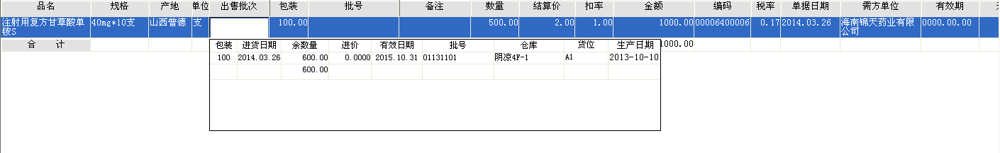 品名 规格 产地 单位 出售批次 包装 批号 备注 数量 结算价 扣率 金额 编码 税率 单据日期 需方单位 有效期
注射用复方甘草酸单铵S 40mg*10支 山西普德 支 100.00 500.00 2.00 1.00 1000.00 00006400006 0.17 2014.03.26 海南锦天药业有限公司 0000.00.00
合 计 1000.00
包装 进货日期 余数量 进价 有效日期 批号 仓库 货位 生产日期
100 2014.03.26 600.00 0.0000 2015.10.31 01131101 阴凉4F-1 A1 2013-10-10
600.00